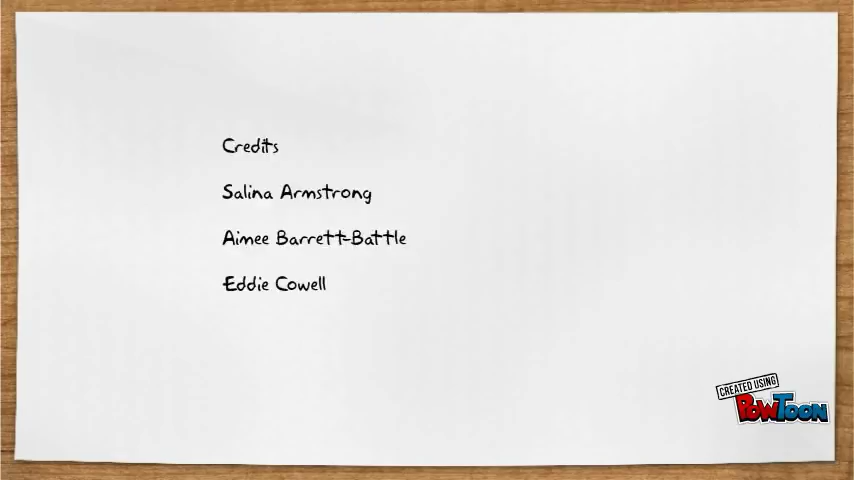 Credits
Salina Armstrong
Aimee Barrett-Battle
Eddie Cowell
CREATED USING
POWTOON